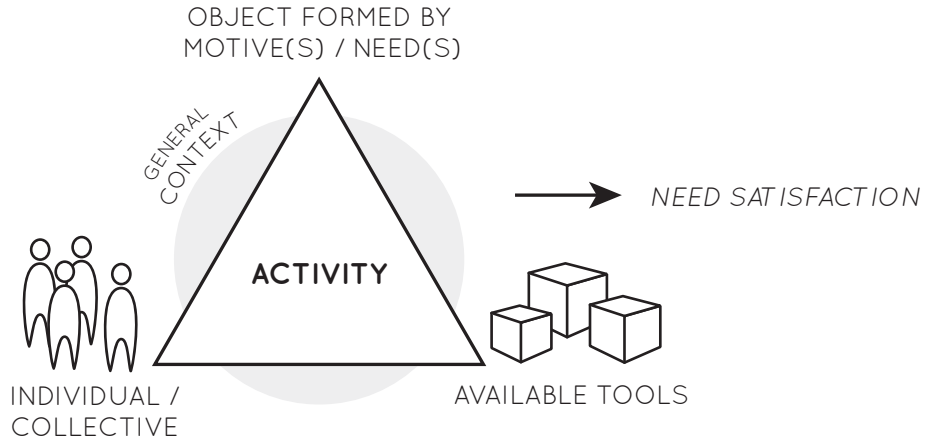 OBJECT FORMED BY
MOTIVE(S) / NEED(S)
GENERAL
CONTEXT
NEED SATISFACTION
ACTIVITY
INDIVIDUAL /
COLLECTIVE
AVAILABLE TOOLS